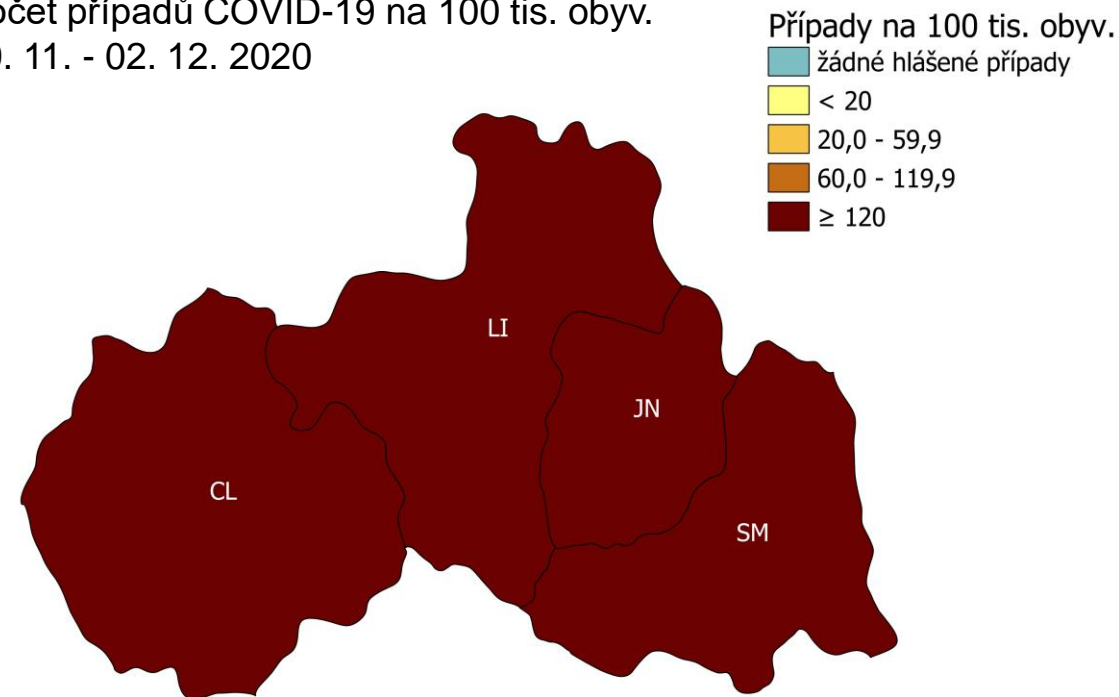 očet případů COVID-19 na 100 tis. obyv.
. 11. - 02. 12. 2020
Případy na 100 tis. obyv.
žádné hlášené případy
< 20
20,0 - 59,9
60,0 - 119,9
≥ 120
LI
JN
CL
SM